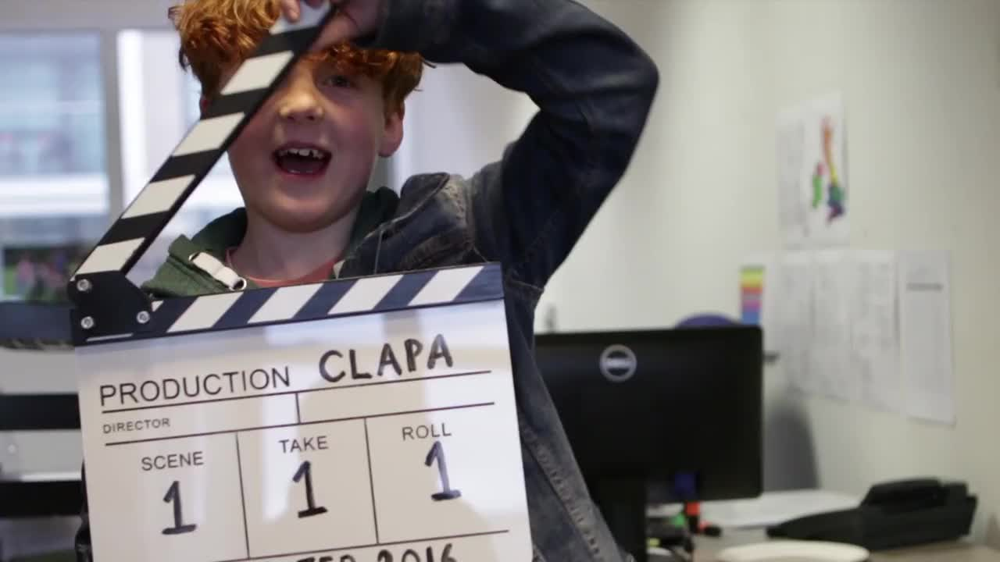 PRODUCTION CLAPA
DIRECTOR
SCENE TAKE ROLL
1 1 1
2016